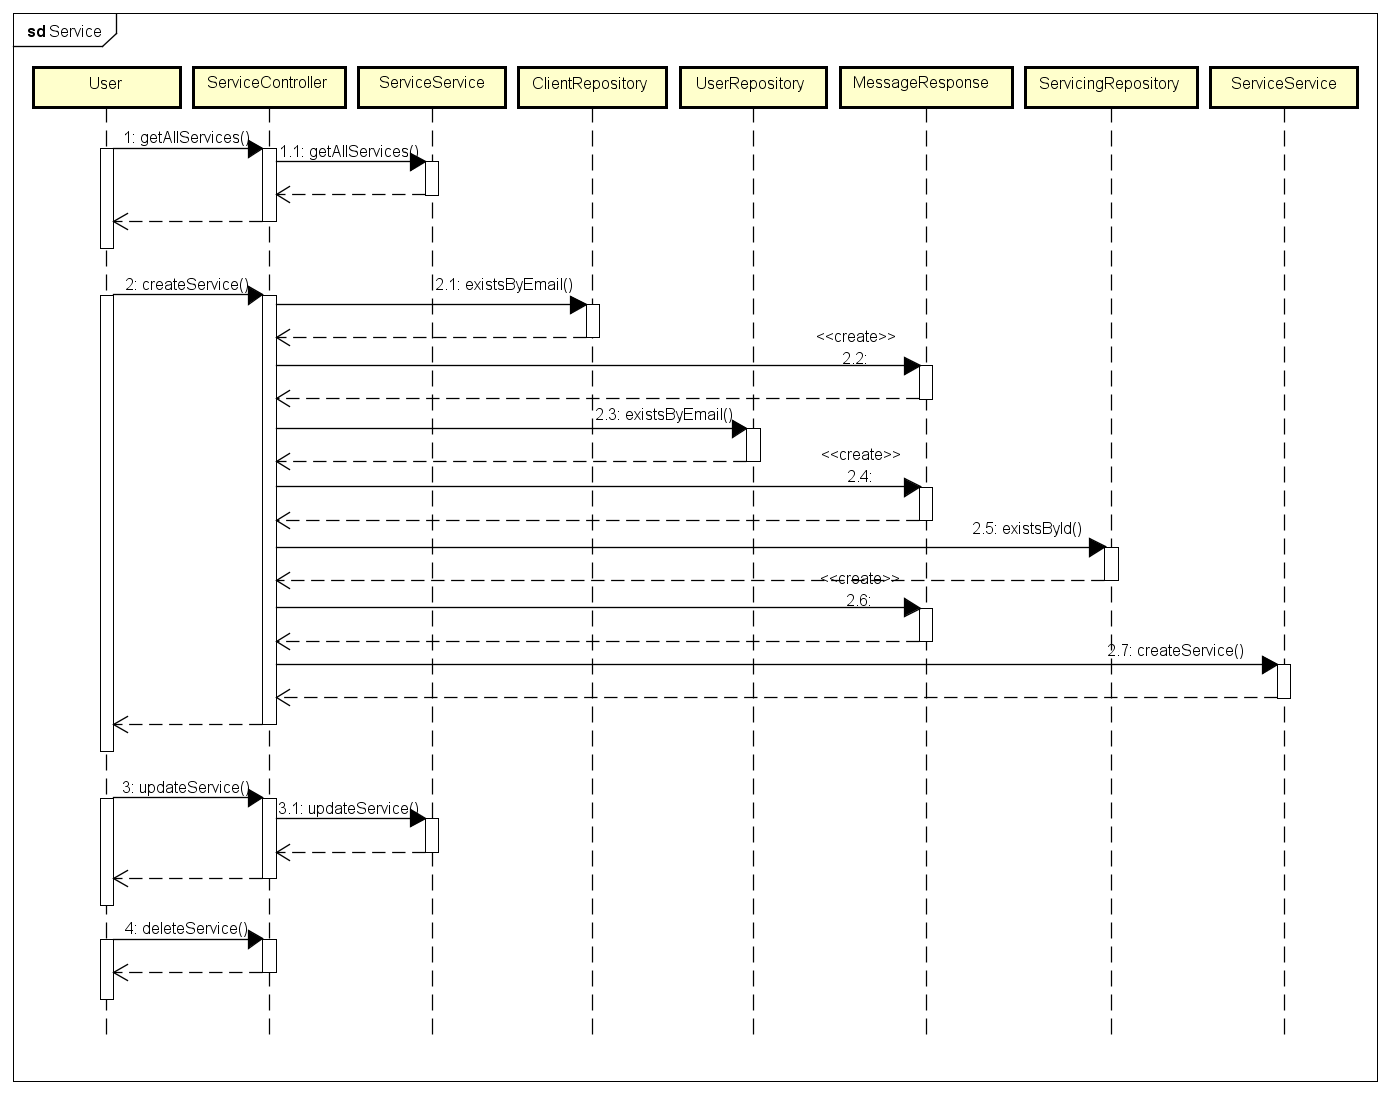 sd Service
User
ServiceController
ServiceService
ClientRepository
UserRepository
MessageResponse
ServicingRepository
ServiceService
1: getAllServices()
1.1: getAllServices()
2: createService()
2.1: existsByEmail()
<<create>>
2.2:
2.3: existsByEmail()
<<create>>
2.4:
2.5: existsById()
<<create>>
2.6:
2.7: createService()
3: updateService()
3.1: updateService()
4: deleteService()